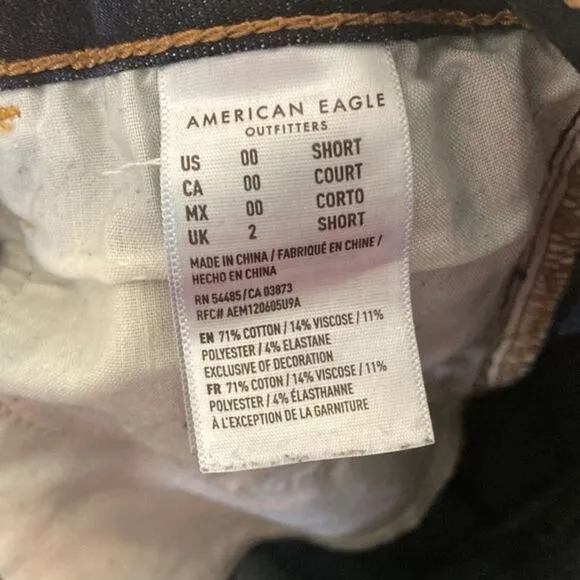 AMERICAN EAGLE
OUTFITTERS
US 00 SHORT
CA 00 COURT
MX 00 CORTO
UK 2 SHORT
MADE IN CHINA / FABRIQUÉ EN CHINE /
HECHO EN CHINA
RN 54485 / CA 03873
RFC# AEM120605U9A
EN 71% COTTON / 14% VISCOSE / 11%
POLYESTER / 4% ELASTANE
EXCLUSIVE OF DECORATION
FR 71% COTON / 14% VISCOSE / 11%
POLYESTER / 4% ÉLASTHANNE
À L'EXCEPTION DE LA GARNITURE